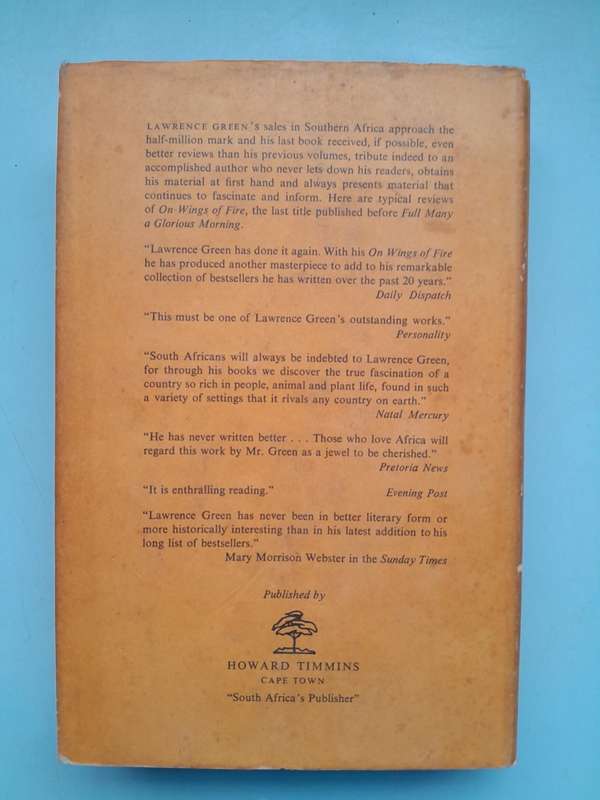 LAWRENCE GREEN'S sales in Southern Africa approach the
half-million mark and his last book received, if possible, even
better reviews than his previous volumes, tribute indeed to an
accomplished author who never lets down his readers, obtains
his material at first hand and always presents material that
continues to fascinate and inform. Here are typical reviews
of On Wings of Fire, the last title published before Full Many
a Glorious Morning.
“Lawrence Green has done it again. With his On Wings of Fire
he has produced another masterpiece to add to his remarkable
collection of bestsellers he has written over the past 20 years.”
Daily Dispatch
“This must be one of Lawrence Green's outstanding works.”
Personality
“South Africans will always be indebted to Lawrence Green,
for through his books we discover the true fascination of a
country so rich in people, animal and plant life, found in such
a variety of settings that it rivals any country on earth.”
Natal Mercury
“He has never written better . . . Those who love Africa will
regard this work by Mr. Green as a jewel to be cherished.”
Pretoria News
“It is enthralling reading.” Evening Post
“Lawrence Green has never been in better literary form or
more historically interesting than in his latest addition to his
long list of bestsellers.”
Mary Morrison Webster in the Sunday Times
Published by
HOWARD TIMMINS
CAPE TOWN
“South Africa's Publisher”